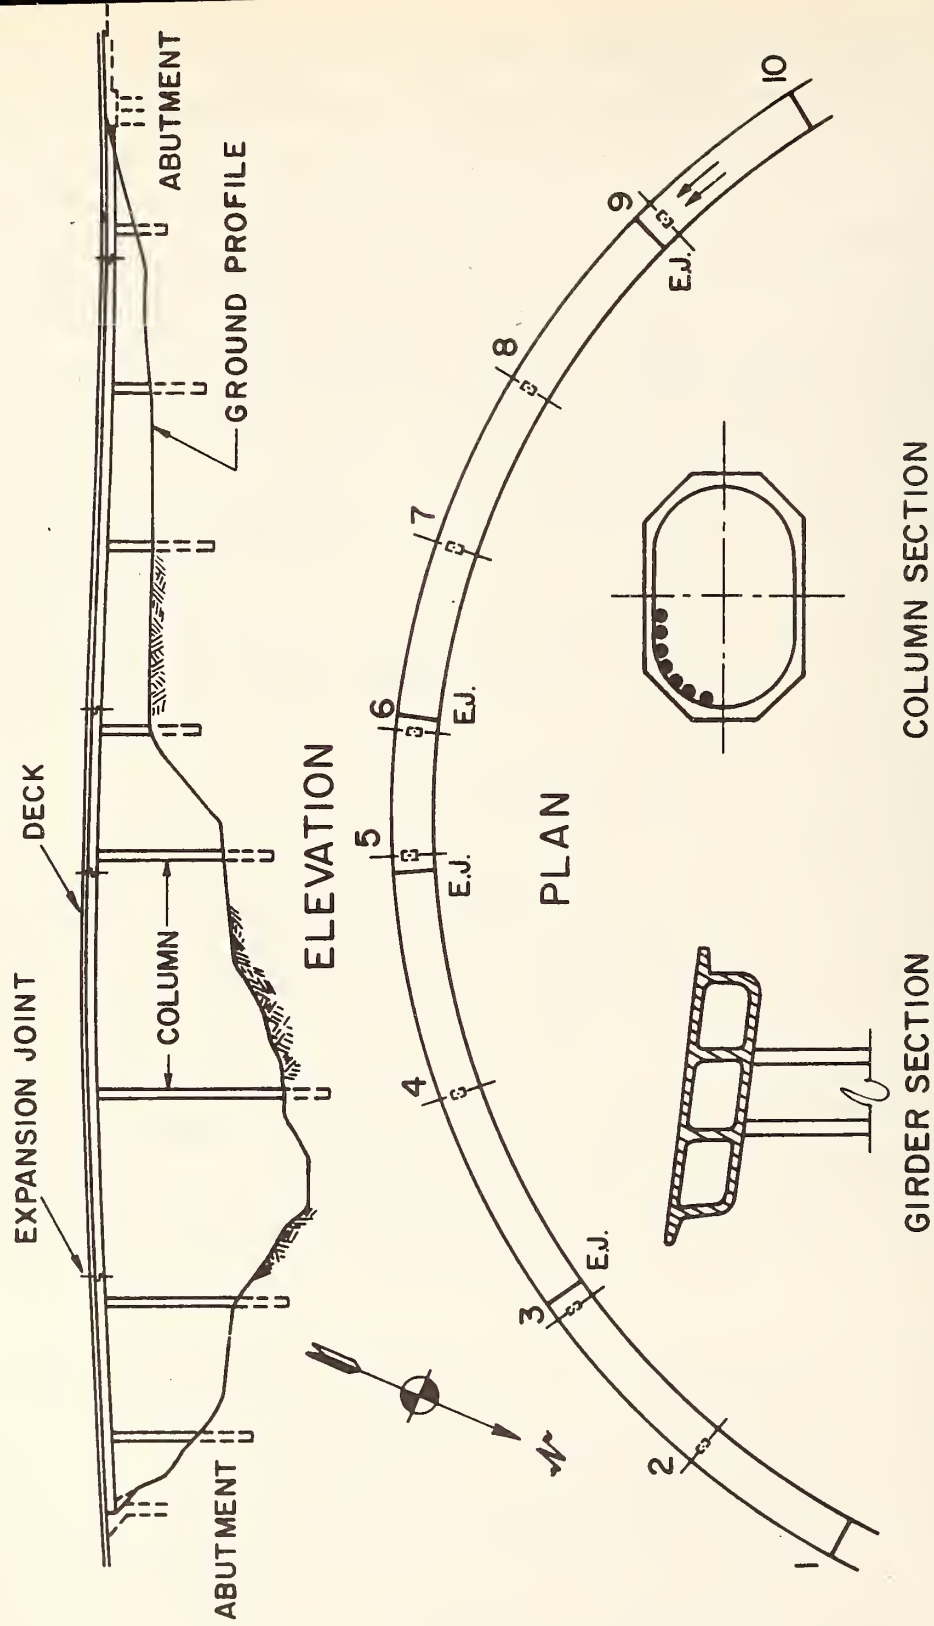 EXPANSION JOINT
DECK
COLUMN
ABUTMENT
ABUTMENT
GROUND PROFILE
ELEVATION
1
2
3
4
5
6
7
8
9
10
E.J.
E.J.
E.J.
E.J.
N
PLAN
GIRDER SECTION
COLUMN SECTION